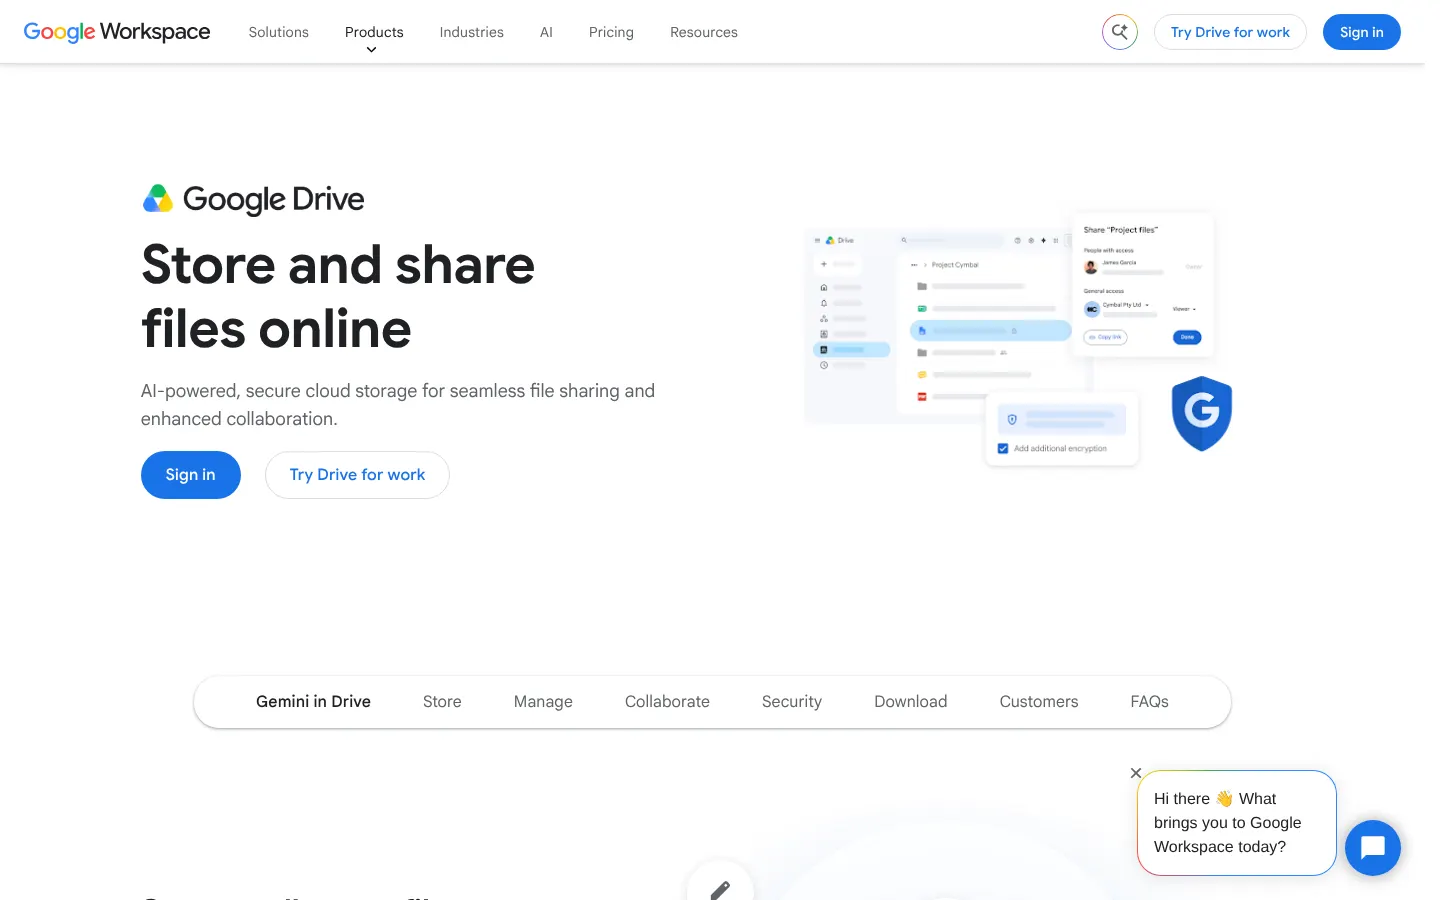 Google Workspace
Solutions
Products
Industries
AI
Pricing
Resources
Try Drive for work
Sign in
Google Drive
Store and share
files online
AI-powered, secure cloud storage for seamless file sharing and
enhanced collaboration.
Sign in
Try Drive for work
Drive
Project Cymbal
Share "Project files"
People with access
James Garcia
General access
Cymbal Pty Ltd
Viewer
Copy link
Done
Add additional encryption
Gemini in Drive
Store
Manage
Collaborate
Security
Download
Customers
FAQs
Hi there 👋 What
brings you to Google
Workspace today?